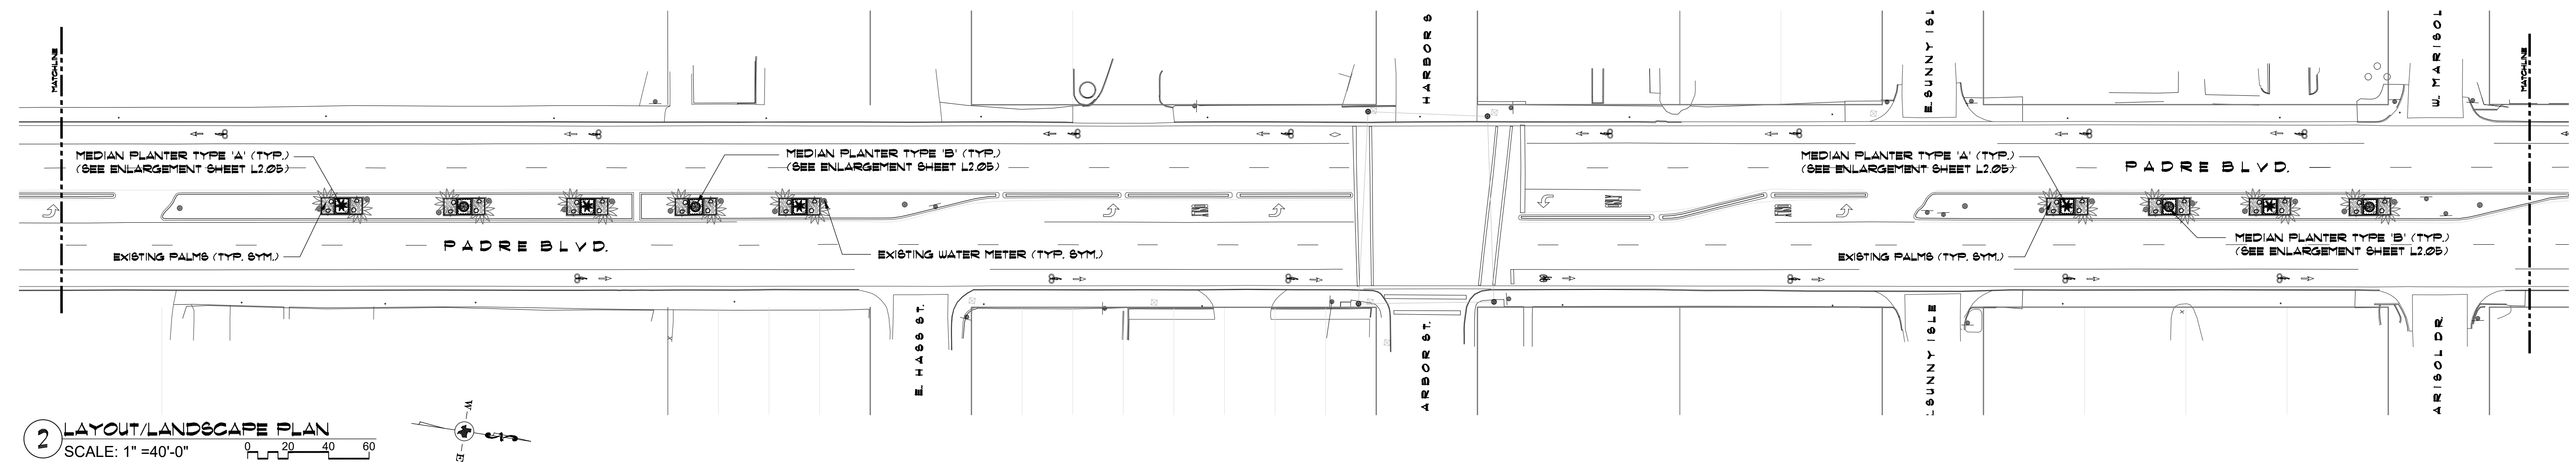 MATCHLINE
HARBOR S
E. SUNNY ISL
W. MARISOL
MATCHLINE
MEDIAN PLANTER TYPE 'A' (TYP.)
(SEE ENLARGEMENT SHEET L2.05)
MEDIAN PLANTER TYPE 'B' (TYP.)
(SEE ENLARGEMENT SHEET L2.05)
MEDIAN PLANTER TYPE 'A' (TYP.)
(SEE ENLARGEMENT SHEET L2.05)
PADRE BLVD.
EXISTING PALMS (TYP. SYM.)
PADRE BLVD.
EXISTING WATER METER (TYP. SYM.)
EXISTING PALMS (TYP. SYM.)
MEDIAN PLANTER TYPE 'B' (TYP.)
(SEE ENLARGEMENT SHEET L2.05)
E. HASS ST.
ARBOR ST.
.SUNNY ISLE
ARISOL DR.
2
LAYOUT/LANDSCAPE PLAN
SCALE: 1" =40'-0"
0 20 40 60
W
E